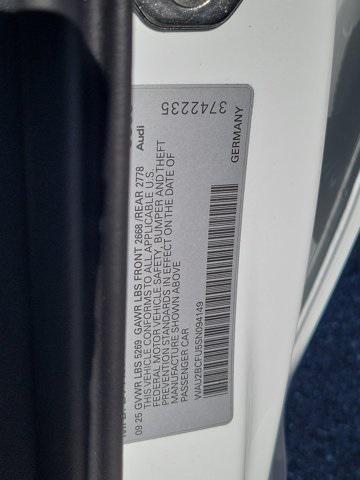 Audi
09 25 GVWR LBS 5269 GAWR LBS FRONT 2668 /REAR 2778
THIS VEHICLE CONFORMS TO ALL APPLICABLE U.S.
FEDERAL MOTOR VEHICLE SAFETY, BUMPER AND THEFT
PREVENTION STANDARDS IN EFFECT ON THE DATE OF
MANUFACTURE SHOWN ABOVE
PASSENGER CAR
WAU2BCFU5SN094149
3742235
GERMANY